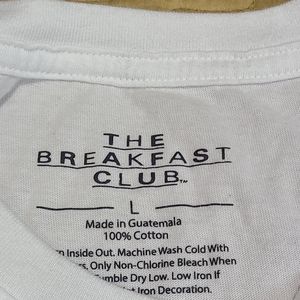 THE
BREAKFAST
CLUB™
L
Made in Guatemala
100% Cotton
Inside Out. Machine Wash Cold With
Only Non-Chlorine Bleach When
Dry Low. Low Iron If
Iron Decoration.